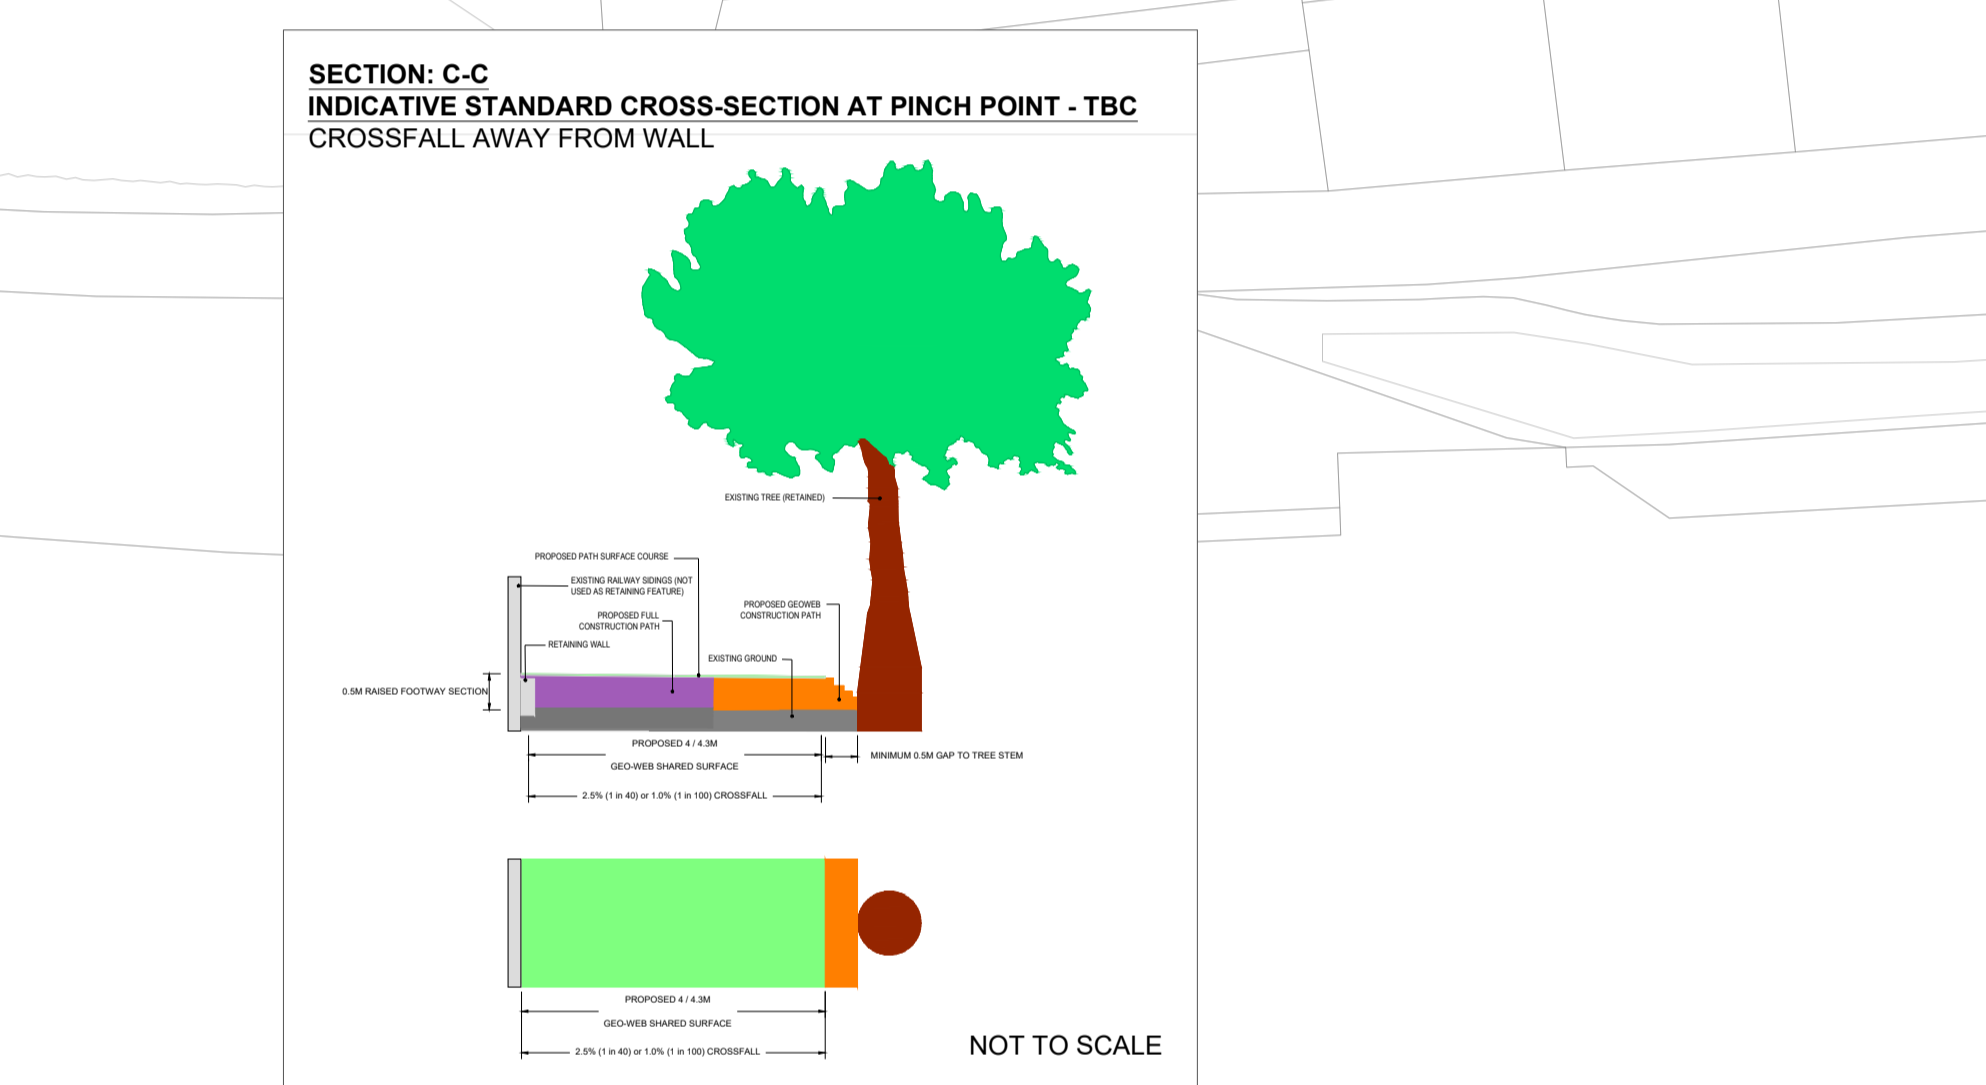 SECTION: C-C
INDICATIVE STANDARD CROSS-SECTION AT PINCH POINT - TBC
CROSSFALL AWAY FROM WALL
EXISTING TREE (RETAINED)
PROPOSED PATH SURFACE COURSE
EXISTING RAILWAY SIDINGS (NOT
USED AS RETAINING FEATURE)
PROPOSED GEOWEB
CONSTRUCTION PATH
PROPOSED FULL
CONSTRUCTION PATH
RETAINING WALL
EXISTING GROUND
0.5M RAISED FOOTWAY SECTION
PROPOSED 4 / 4.3M
GEO-WEB SHARED SURFACE
MINIMUM 0.5M GAP TO TREE STEM
2.5% (1 in 40) or 1.0% (1 in 100) CROSSFALL
PROPOSED 4 / 4.3M
GEO-WEB SHARED SURFACE
2.5% (1 in 40) or 1.0% (1 in 100) CROSSFALL
NOT TO SCALE